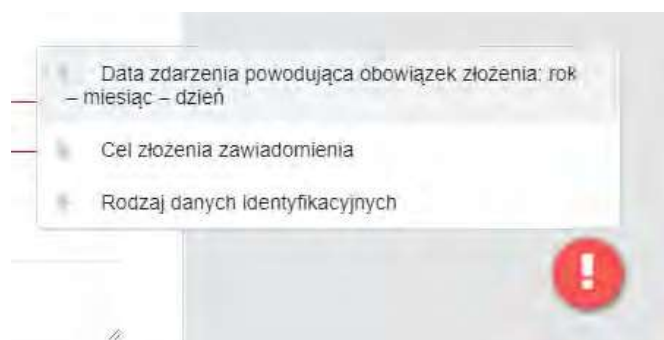 Data zdarzenia powodująca obowiązek złożenia: rok
– miesiąc – dzień
Cel złożenia zawiadomienia
Rodzaj danych identyfikacyjnych
!